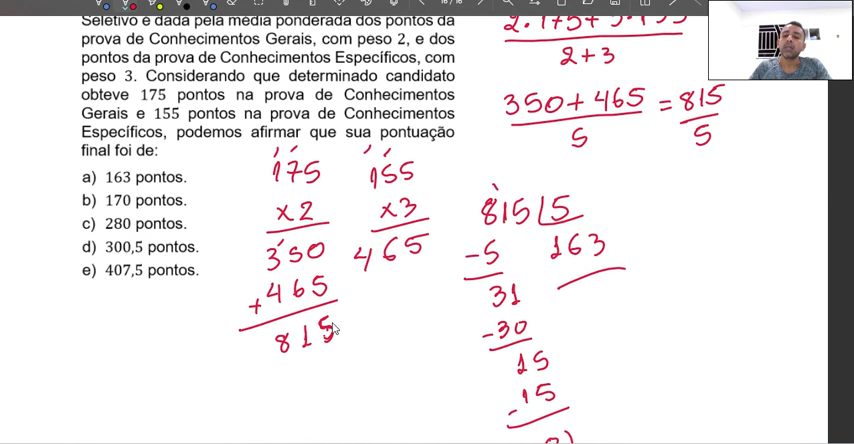 Seletivo é dada pela média ponderada dos pontos da
prova de Conhecimentos Gerais, com peso 2, e dos
pontos da prova de Conhecimentos Específicos, com
peso 3. Considerando que determinado candidato
obteve 175 pontos na prova de Conhecimentos
Gerais e 155 pontos na prova de Conhecimentos
Específicos, podemos afirmar que sua pontuação
final foi de:
a) 163 pontos.
b) 170 pontos.
c) 280 pontos.
d) 300,5 pontos.
e) 407,5 pontos.
175
x2
350
+465
815
155
x3
465
2·175+3·155
2+3
350+465 = 815
5 5
815 5
-5 163
31
-30
15
-15